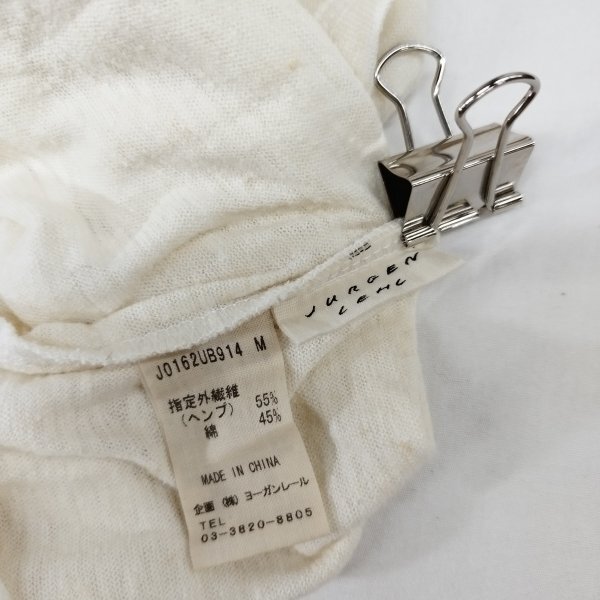 JURGEN
LEHL
J0162UB914 M
指定外繊維
(ヘンプ) 55%
綿 45%
MADE IN CHINA
企画 (株) ヨーガンレール
TEL
03-3820-8805